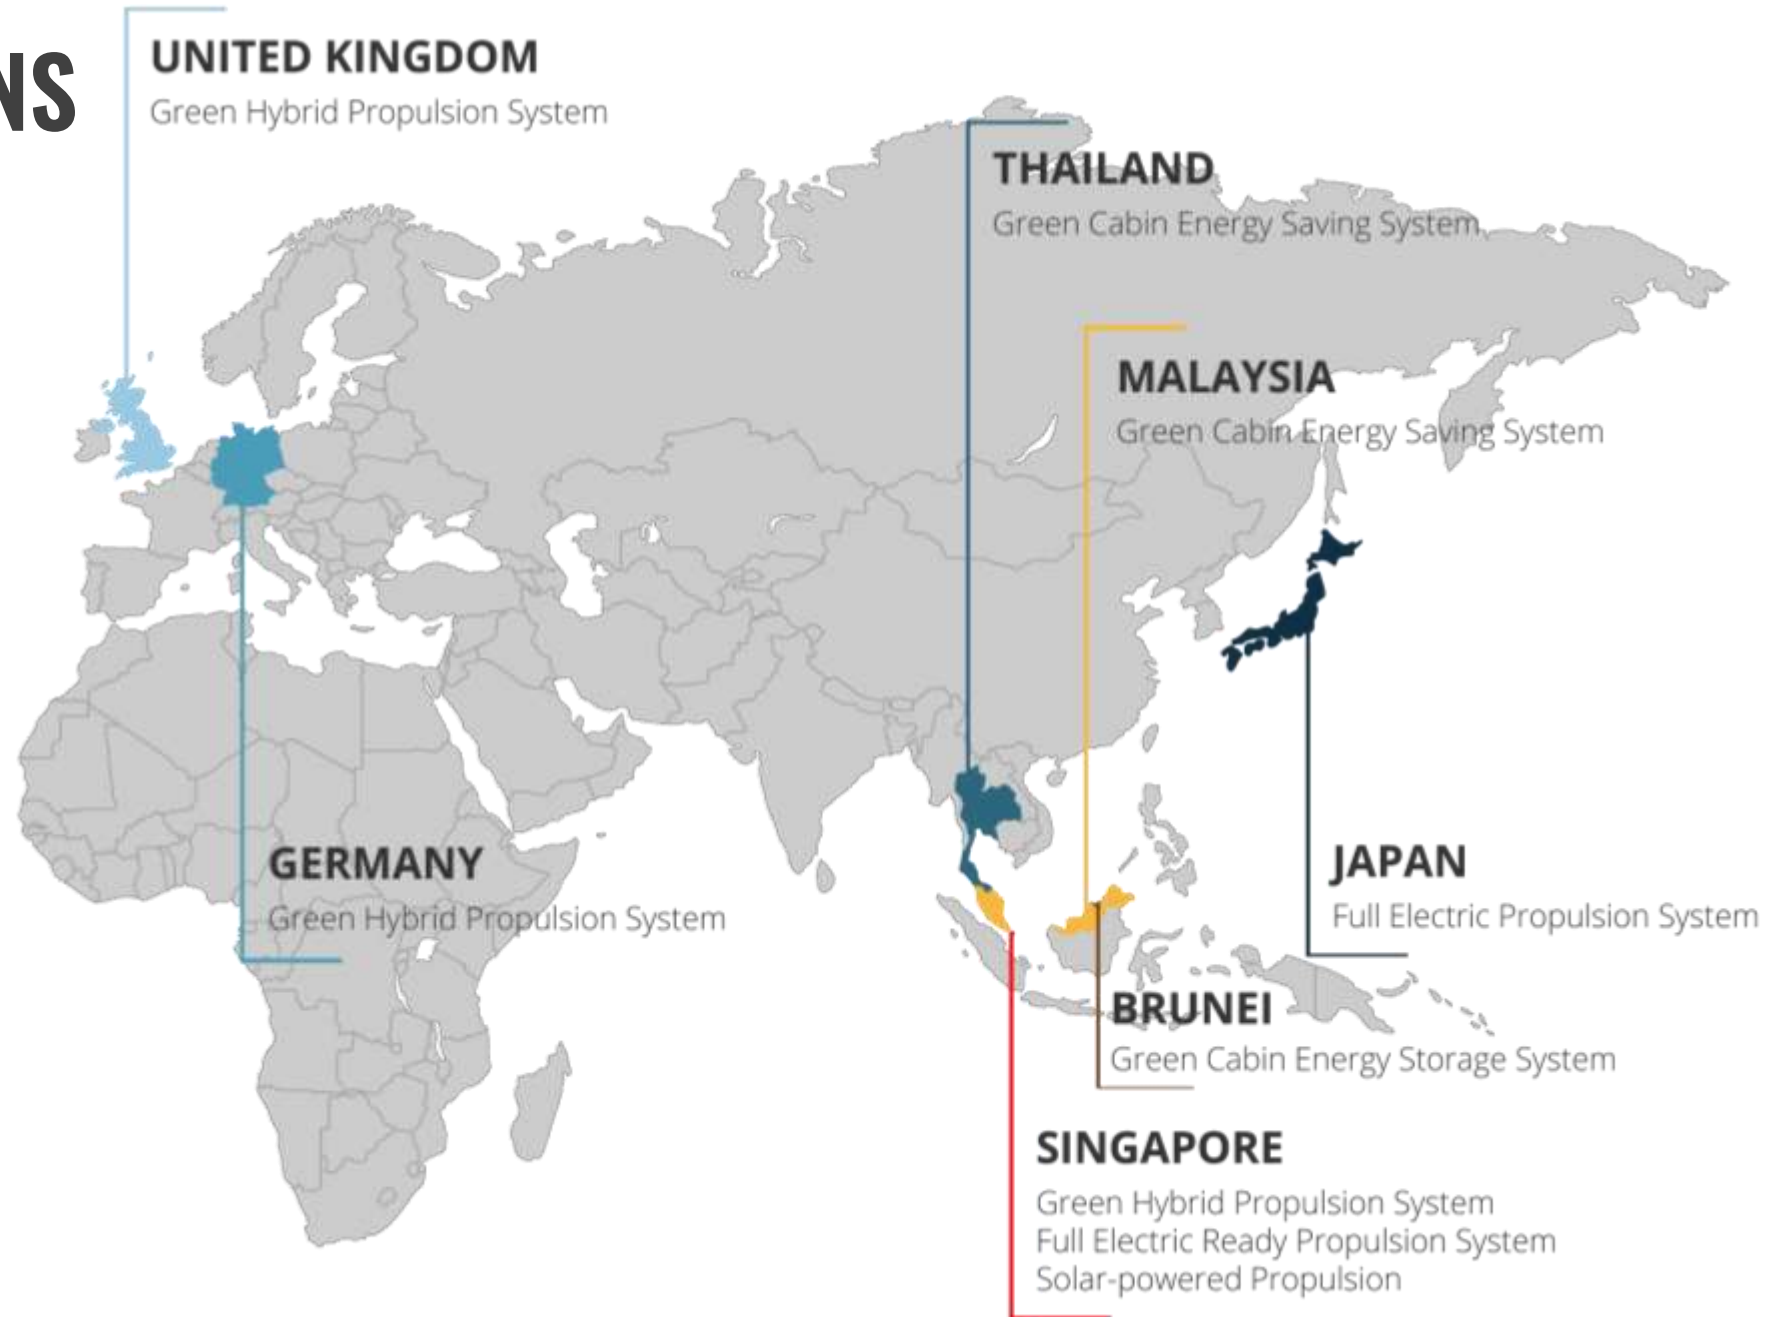 NS
UNITED KINGDOM
Green Hybrid Propulsion System
THAILAND
Green Cabin Energy Saving System
MALAYSIA
Green Cabin Energy Saving System
GERMANY
Green Hybrid Propulsion System
JAPAN
Full Electric Propulsion System
BRUNEI
Green Cabin Energy Storage System
SINGAPORE
Green Hybrid Propulsion System
Full Electric Ready Propulsion System
Solar-powered Propulsion